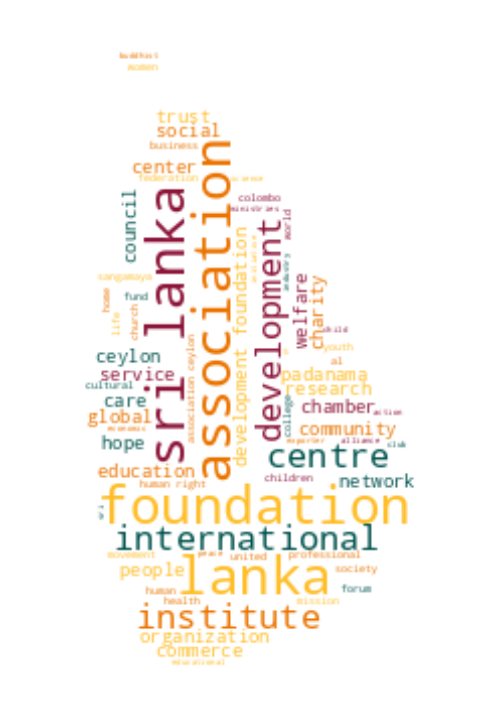 buddhist
women
trust
social
business
center
federation
science
colombo
ministries
council
sri lanka
association
development
development foundation
world
welfare
charity
industry
sangamaya
home
fund
life
church
association ceylon
child
youth
al
ceylon
service
cultural
care
global
economic
hope
padanama
research
chamber
action
college
community
exporter
alliance
club
centre
education
human right
children
network
foundation
sri
international
movement
peace
united
professional
people
lanka
society
human
health
forum
mission
institute
organization
commerce
educational